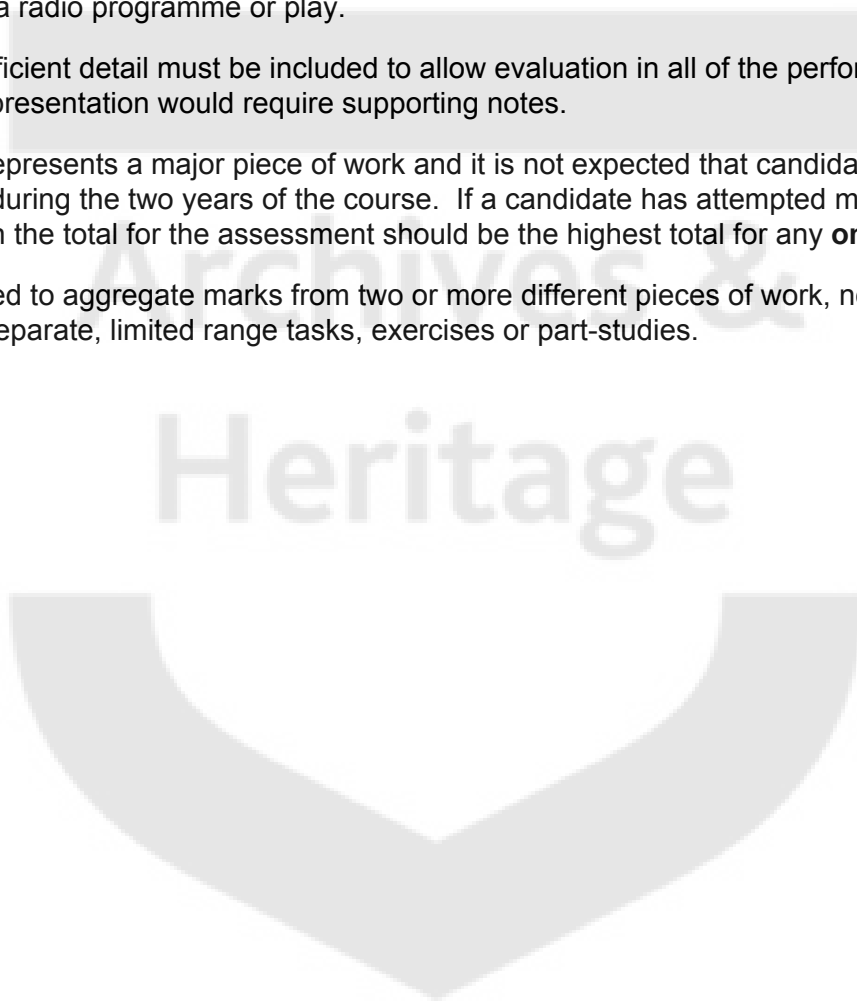 a radio programme or play.
ficient detail must be included to allow evaluation in all of the perfor
presentation would require supporting notes.
epresents a major piece of work and it is not expected that candida
during the two years of the course. If a candidate has attempted m
n the total for the assessment should be the highest total for any or
ed to aggregate marks from two or more different pieces of work, no
eparate, limited range tasks, exercises or part-studies.
Archives &
Heritage